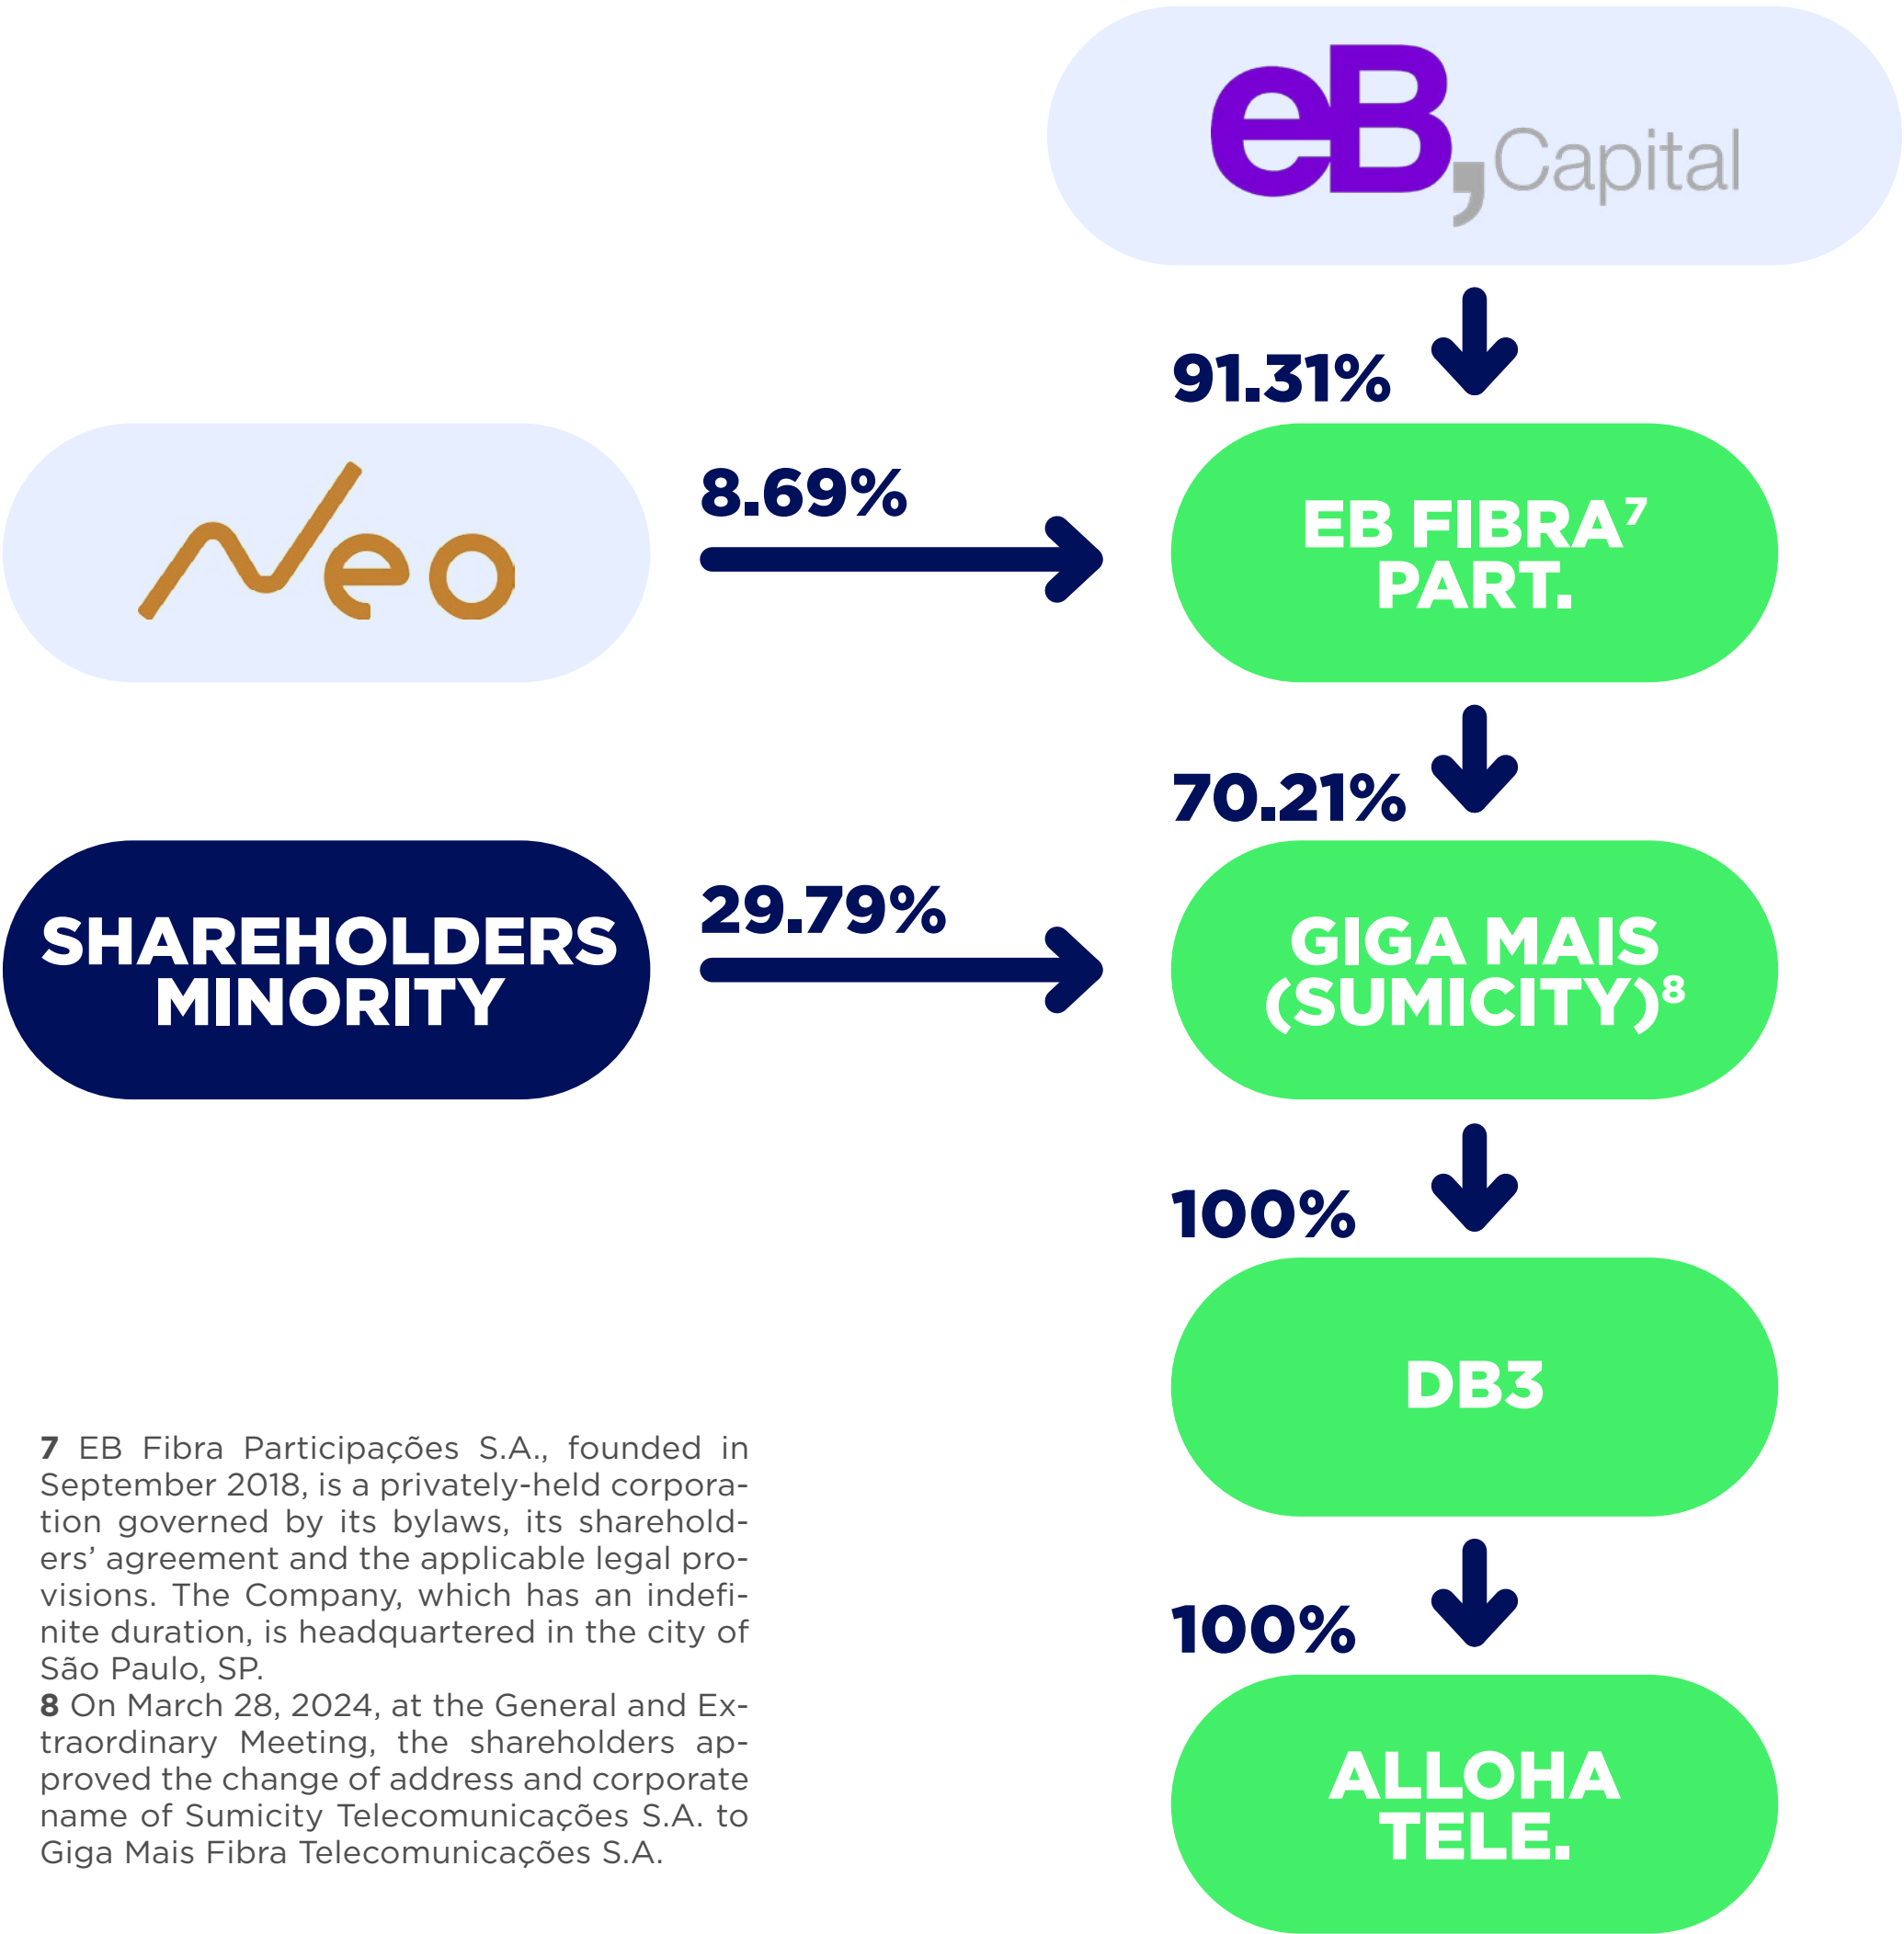 eB, Capital
91.31%
Neo
8.69%
EB FIBRA7
PART.
70.21%
SHAREHOLDERS
MINORITY
29.79%
GIGA MAIS
(SUMICITY)8
100%
DB3
100%
ALLOHA
TELE.
7 EB Fibra Participações S.A., founded in
September 2018, is a privately-held corpora-
tion governed by its bylaws, its sharehold-
ers’ agreement and the applicable legal pro-
visions. The Company, which has an indefi-
nite duration, is headquartered in the city of
São Paulo, SP.
8 On March 28, 2024, at the General and Ex-
traordinary Meeting, the shareholders ap-
proved the change of address and corporate
name of Sumicity Telecomunicações S.A. to
Giga Mais Fibra Telecomunicações S.A.